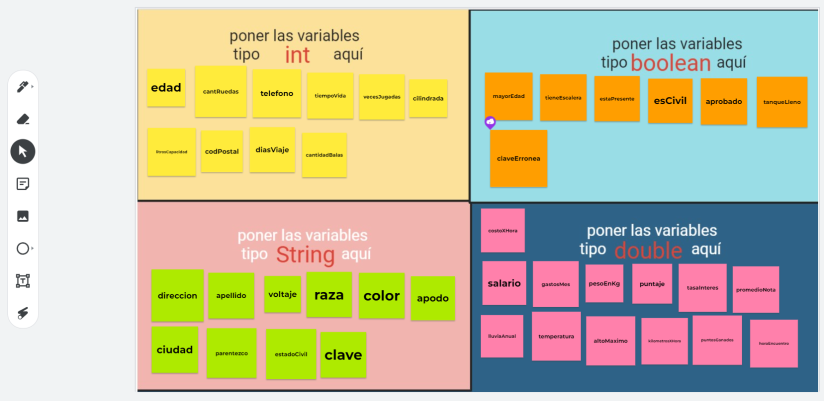 poner las variables
tipo int aquí
edad
cantRuedas
telefono
tiempoVida
vecesJugadas
cilindrada
litrosCapacidad
codPostal
diasViaje
cantidadBalas
poner las variables
tipo boolean aquí
mayorEdad
tieneEscalera
estaPresente
esCivil
aprobado
tanqueLleno
claveErronea
poner las variables
tipo String aquí
direccion
apellido
voltaje
raza
color
apodo
ciudad
parentezco
estadoCivil
clave
costoXHora
poner las variables
tipo double aquí
salario
gastosMes
pesoEnKg
puntaje
tasaInteres
promedioNota
lluviaAnual
temperatura
altoMaximo
puntosGanados
horaEncuentro